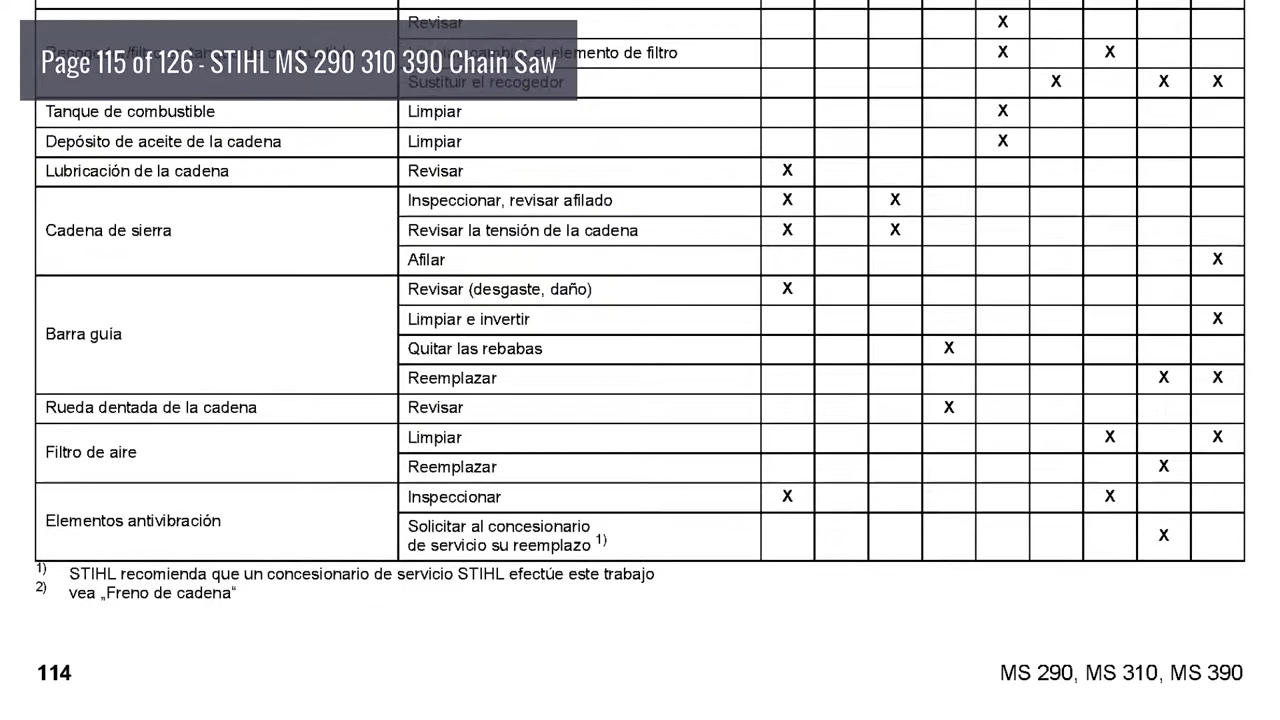 Page 115 of 126 - STIHL MS 290 310 390 Chain Saw
Revisar X
elemento de filtro X X
Sustituir el recogedor X X X
Tanque de combustible Limpiar X
Depósito de aceite de la cadena Limpiar X
Lubricación de la cadena Revisar X
Cadena de sierra
Inspeccionar, revisar afilado X X
Revisar la tensión de la cadena X X
Afilar X
Barra guía
Revisar (desgaste, daño) X
Limpiar e invertir X
Quitar las rebabas X
Reemplazar X X
Rueda dentada de la cadena Revisar X
Filtro de aire
Limpiar X X
Reemplazar X
Elementos antivibración
Inspeccionar X X
Solicitar al concesionario
de servicio su reemplazo 1) X
1) STIHL recomienda que un concesionario de servicio STIHL efectúe este trabajo
2) vea „Freno de cadena“
114
MS 290, MS 310, MS 390